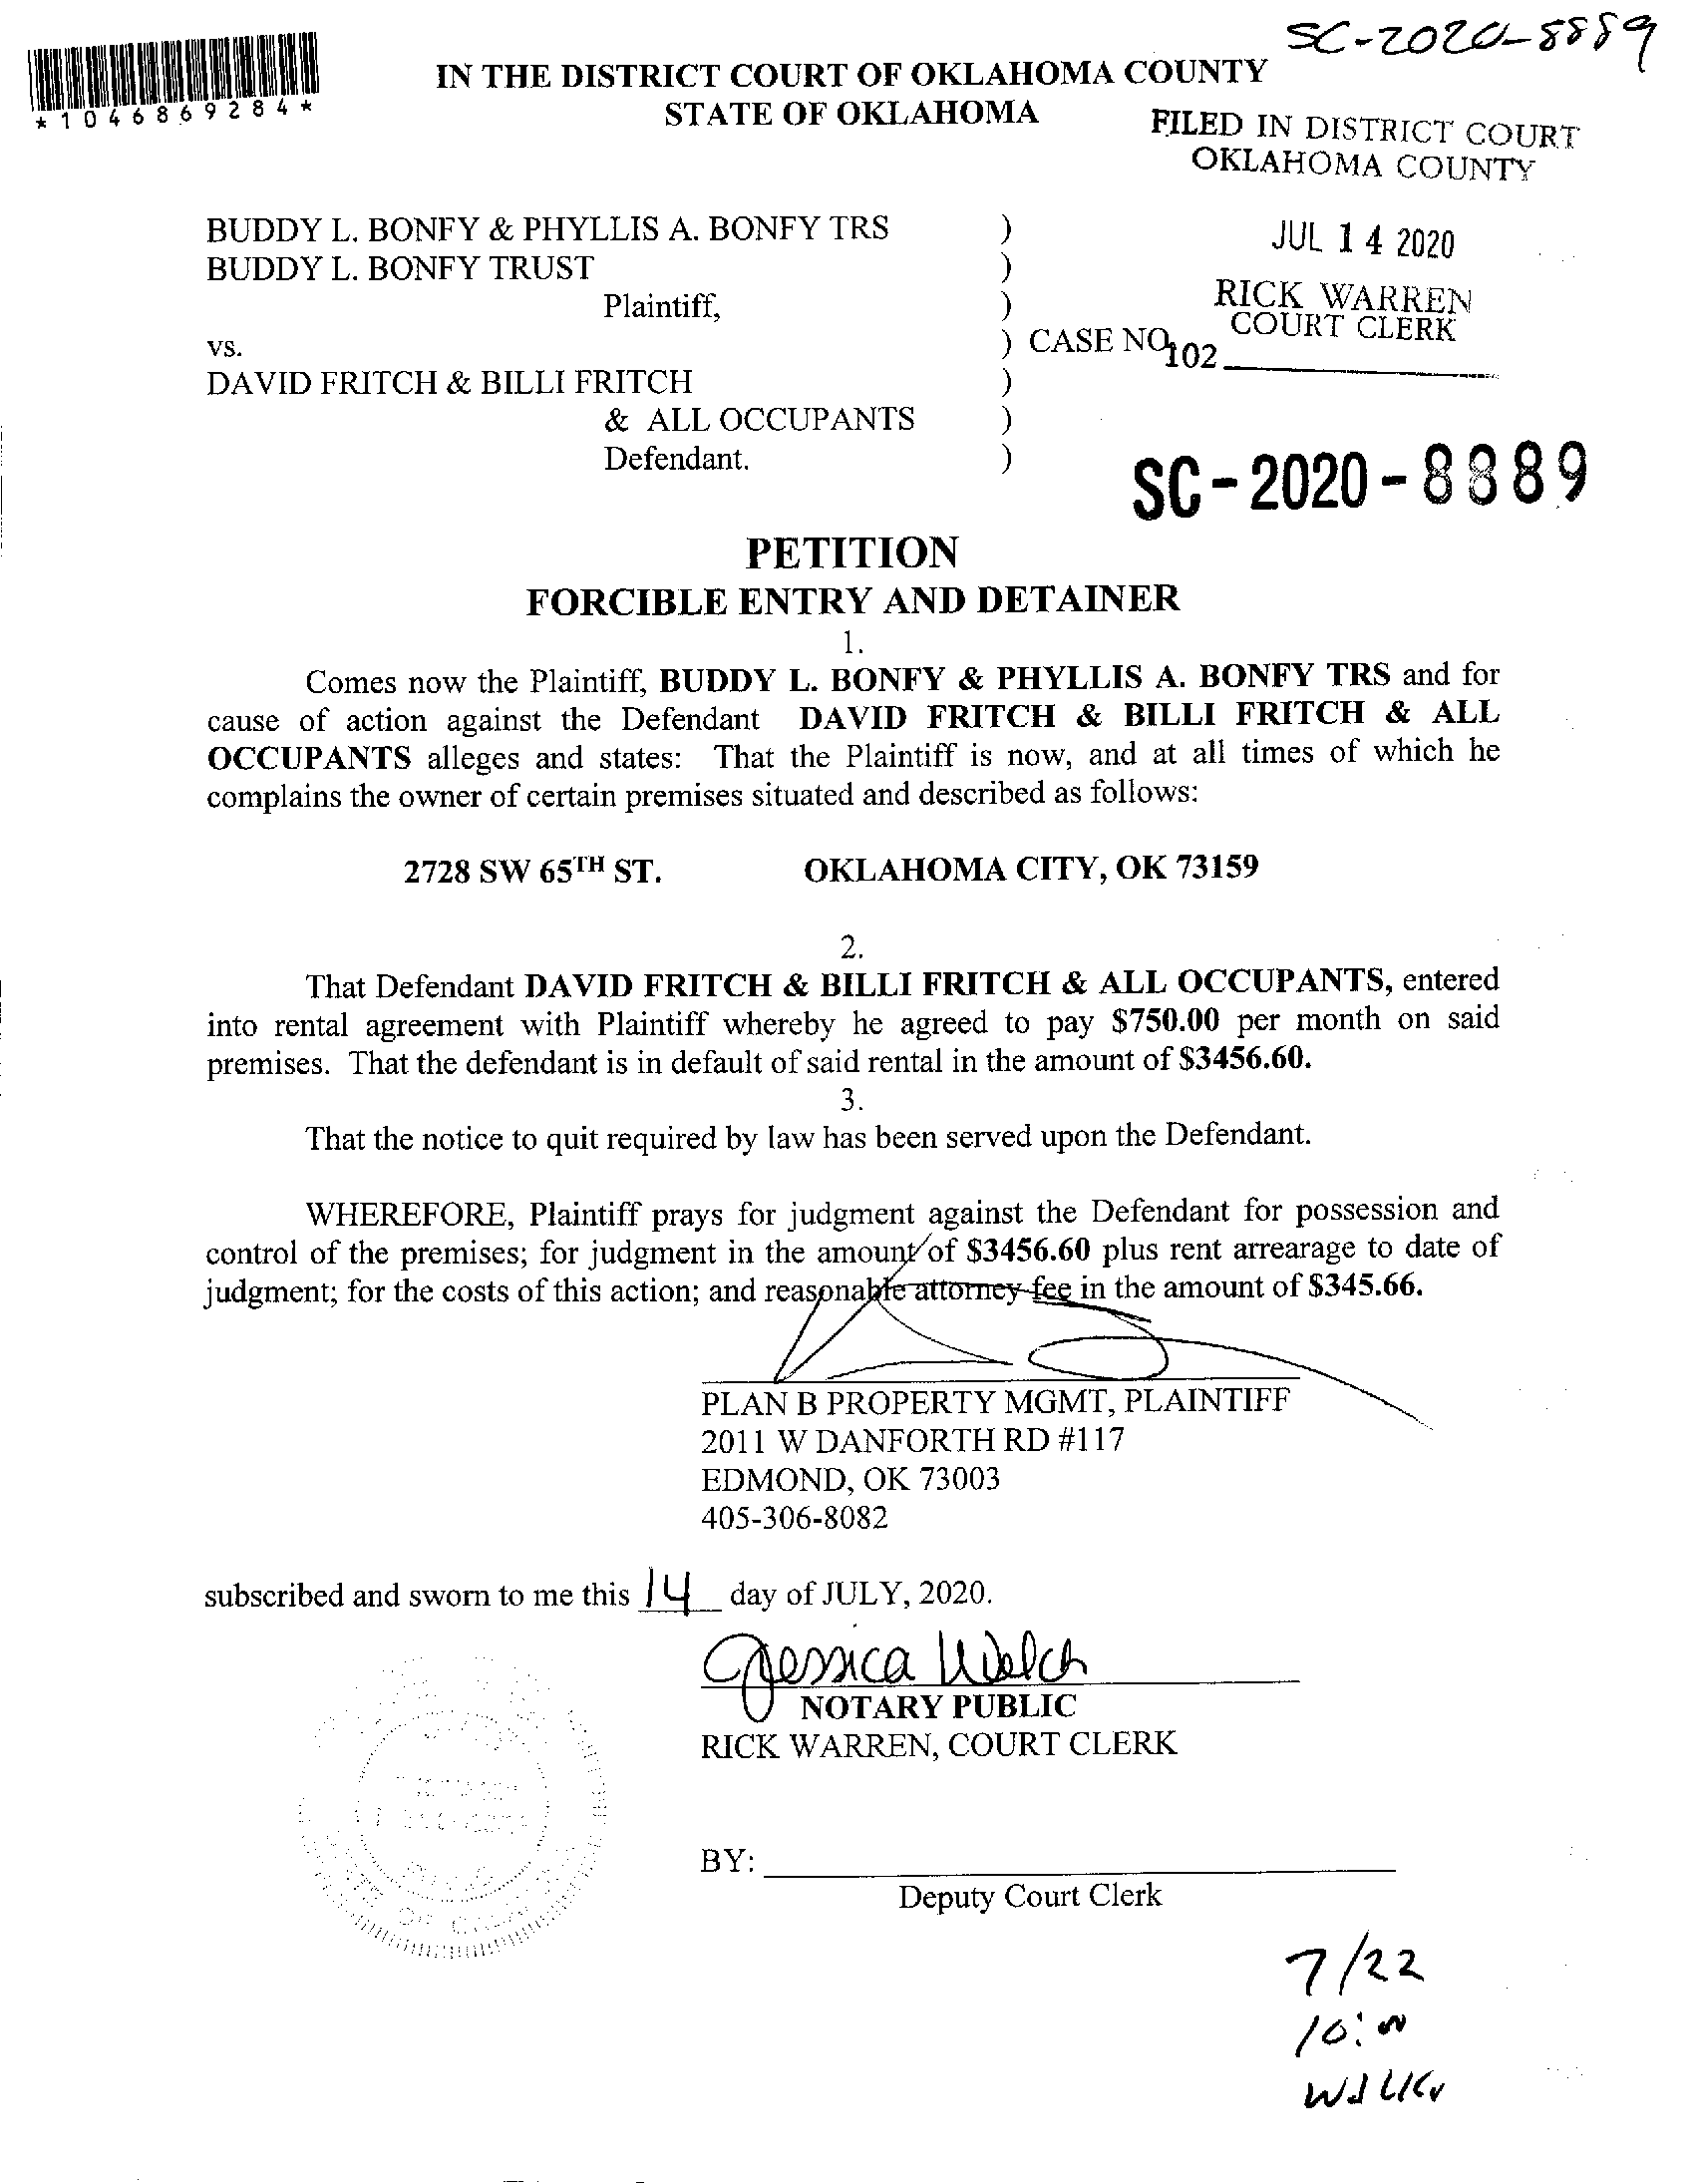 SC-2020-8889
*1046869284*
IN THE DISTRICT COURT OF OKLAHOMA COUNTY
STATE OF OKLAHOMA
FILED IN DISTRICT COURT
OKLAHOMA COUNTY
JUL 14 2020
RICK WARREN
COURT CLERK
102
BUDDY L. BONFY & PHYLLIS A. BONFY TRS )
BUDDY L. BONFY TRUST )
Plaintiff, )
vs. ) CASE NO.
DAVID FRITCH & BILLI FRITCH )
& ALL OCCUPANTS )
Defendant. )
SC-2020-8889
PETITION
FORCIBLE ENTRY AND DETAINER
1.
Comes now the Plaintiff, BUDDY L. BONFY & PHYLLIS A. BONFY TRS and for
cause of action against the Defendant DAVID FRITCH & BILLI FRITCH & ALL
OCCUPANTS alleges and states: That the Plaintiff is now, and at all times of which he
complains the owner of certain premises situated and described as follows:
2728 SW 65TH ST. OKLAHOMA CITY, OK 73159
2.
That Defendant DAVID FRITCH & BILLI FRITCH & ALL OCCUPANTS, entered
into rental agreement with Plaintiff whereby he agreed to pay $750.00 per month on said
premises. That the defendant is in default of said rental in the amount of $3456.60.
3.
That the notice to quit required by law has been served upon the Defendant.
WHEREFORE, Plaintiff prays for judgment against the Defendant for possession and
control of the premises; for judgment in the amount of $3456.60 plus rent arrearage to date of
judgment; for the costs of this action; and reasonable attorney fee in the amount of $345.66.
PLAN B PROPERTY MGMT, PLAINTIFF
2011 W DANFORTH RD #117
EDMOND, OK 73003
405-306-8082
subscribed and sworn to me this 14 day of JULY, 2020.
Jessica Welch
NOTARY PUBLIC
RICK WARREN, COURT CLERK
BY:
Deputy Court Clerk
7/22